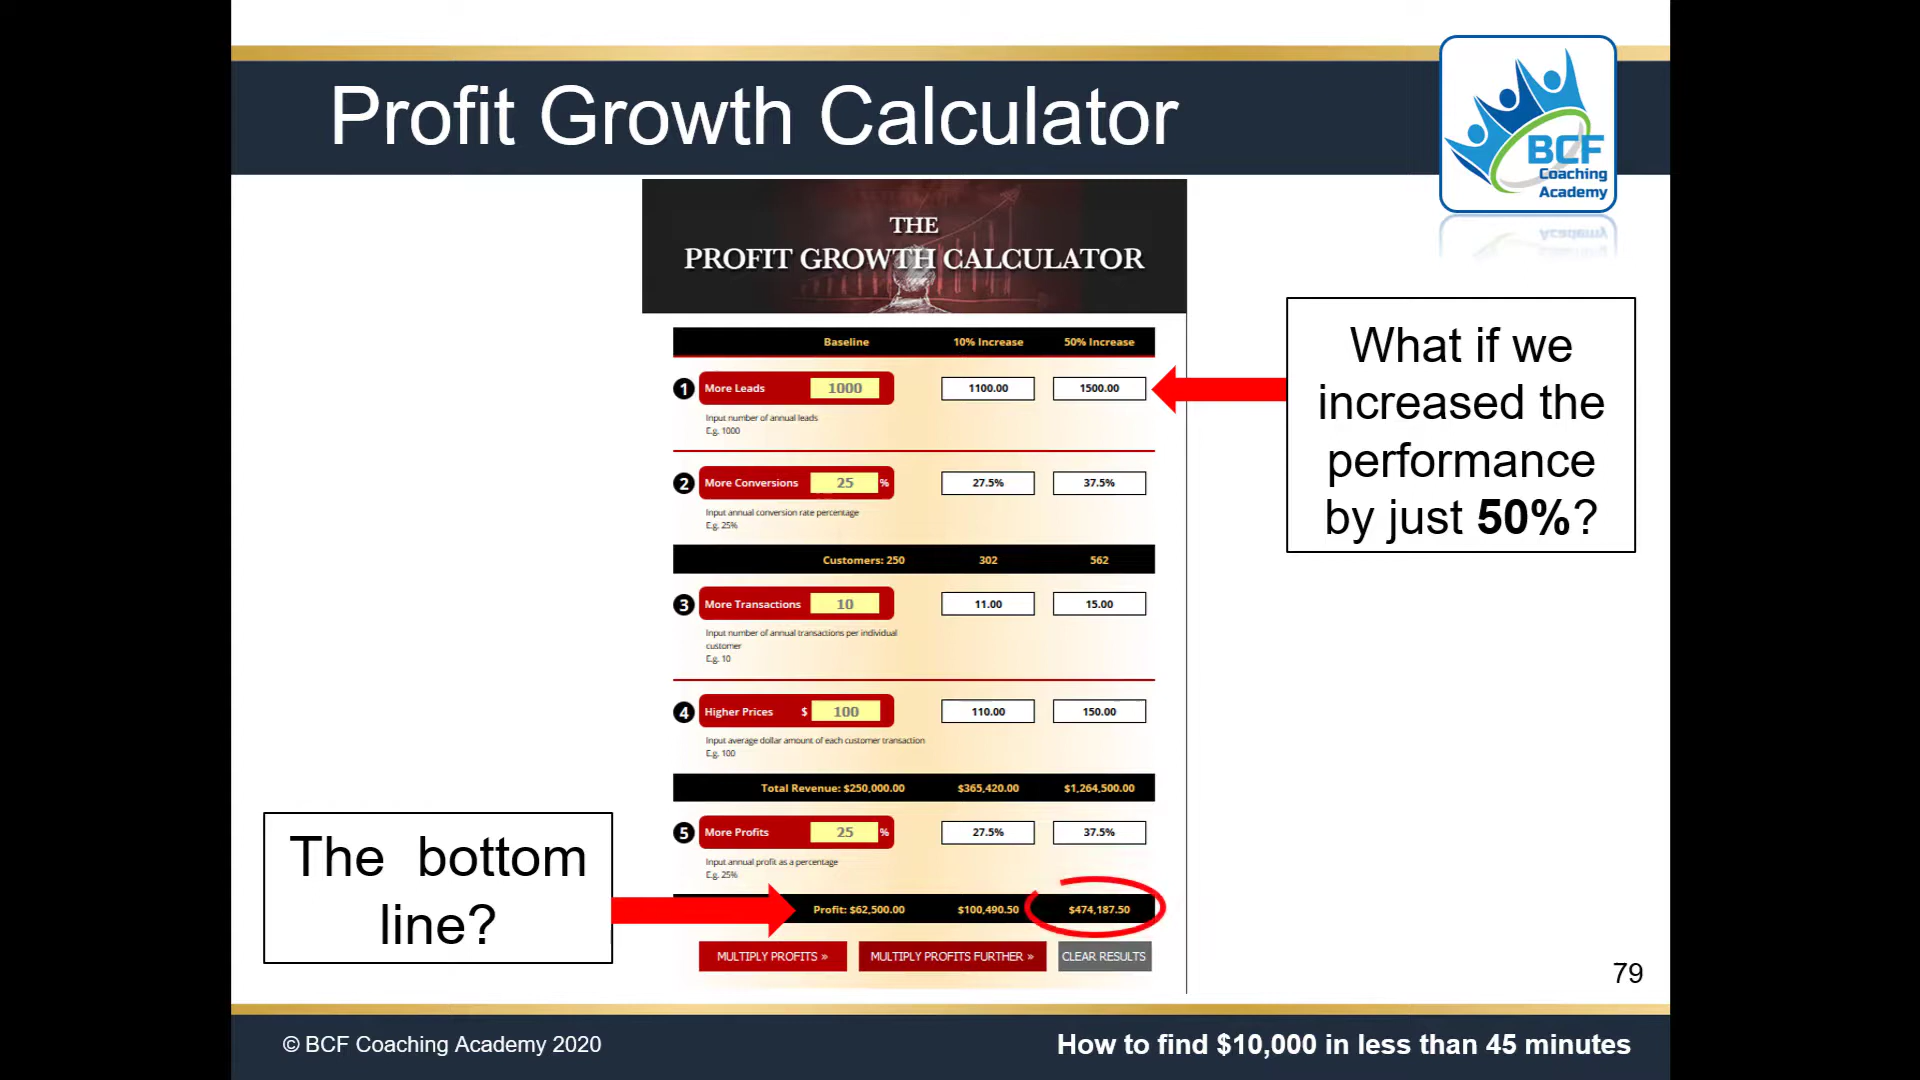 Profit Growth Calculator
BCF
Coaching
Academy
THE
PROFIT GROWTH CALCULATOR
Baseline 10% Increase 50% Increase
1 More Leads 1000 1100.00 1500.00
Input number of annual leads
E.g. 1000
2 More Conversions 25 % 27.5% 37.5%
Input annual conversion rate percentage
E.g. 25%
Customers: 250 302 562
3 More Transactions 10 11.00 15.00
Input number of annual transactions per individual
customer
E.g. 10
4 Higher Prices $ 100 110.00 150.00
Input average dollar amount of each customer transaction
E.g. 100
Total Revenue: $250,000.00 $365,420.00 $1,264,500.00
5 More Profits 25 % 27.5% 37.5%
Input annual profit as a percentage
E.g. 25%
Profit: $62,500.00 $100,490.50 $474,187.50
MULTIPLY PROFITS » MULTIPLY PROFITS FURTHER » CLEAR RESULTS
What if we
increased the
performance
by just 50%?
The bottom
line?
79
© BCF Coaching Academy 2020
How to find $10,000 in less than 45 minutes